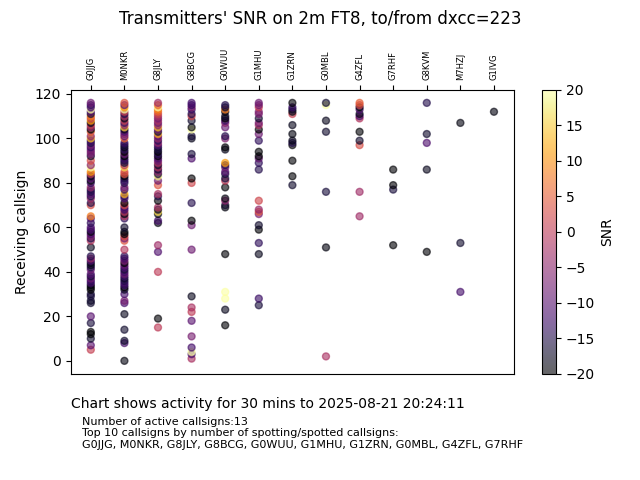 Transmitters' SNR on 2m FT8, to/from dxcc=223
G0JJG M0NKR G8JLY G8BCG G0WUU G1MHU G1ZRN G0MBL G4ZFL G7RHF G8KVM M7HZJ G1IVG
120
100
80
60
40
20
0
Receiving callsign
20
15
10
5
0
−5
−10
−15
−20
SNR
Chart shows activity for 30 mins to 2025-08-21 20:24:11
Number of active callsigns:13
Top 10 callsigns by number of spotting/spotted callsigns:
G0JJG, M0NKR, G8JLY, G8BCG, G0WUU, G1MHU, G1ZRN, G0MBL, G4ZFL, G7RHF